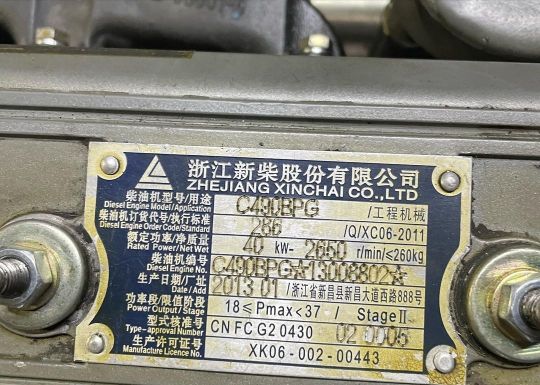 浙江新柴股份有限公司
ZHEJIANG XINCHAI CO.,LTD
柴油机型号/用途 C490BPG /工程机械
Diesel Engine Model/Application
柴油机订货代号/执行标准 286 /Q/XC06-2011
Diesel Engine Order Code/Standard
额定功率/净质量 40 kw- 2650 r/min/≤260kg
Rated Power/Net Wet
柴油机编号 C490BPG☆13008802☆
Diesel Engine No.
生产日期/厂址 2013.01 /浙江省新昌县新昌大道西路888号
Date/Add
功率段/限值阶段 18≤Pmax<37 / Stage II
Power Stage/Emission Stage
型式核准号 CN FC G2 0430 02 0006
Type-approval Number
生产许可证号 XK06-002-00443
Manufacture Licence No.